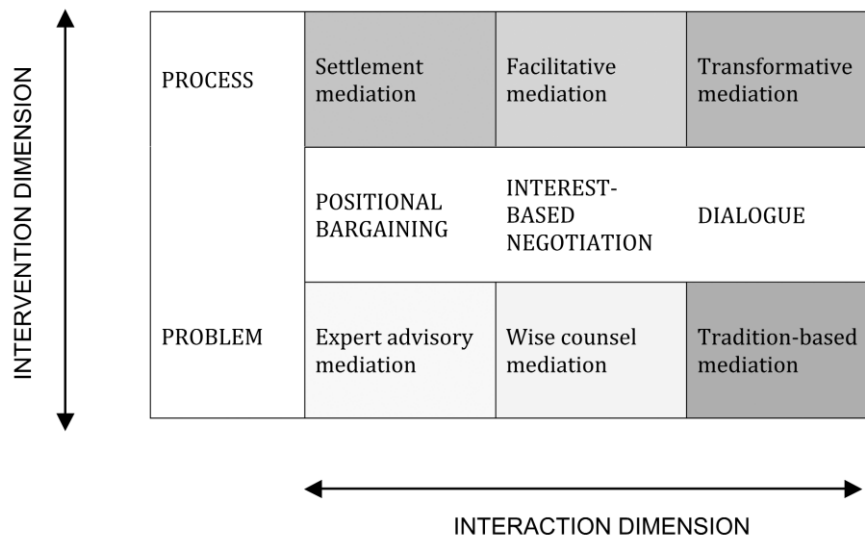 INTERVENTION DIMENSION
PROCESS
Settlement
mediation
Facilitative
mediation
Transformative
mediation
POSITIONAL
BARGAINING
INTEREST-
BASED
NEGOTIATION
DIALOGUE
PROBLEM
Expert advisory
mediation
Wise counsel
mediation
Tradition-based
mediation
INTERACTION DIMENSION